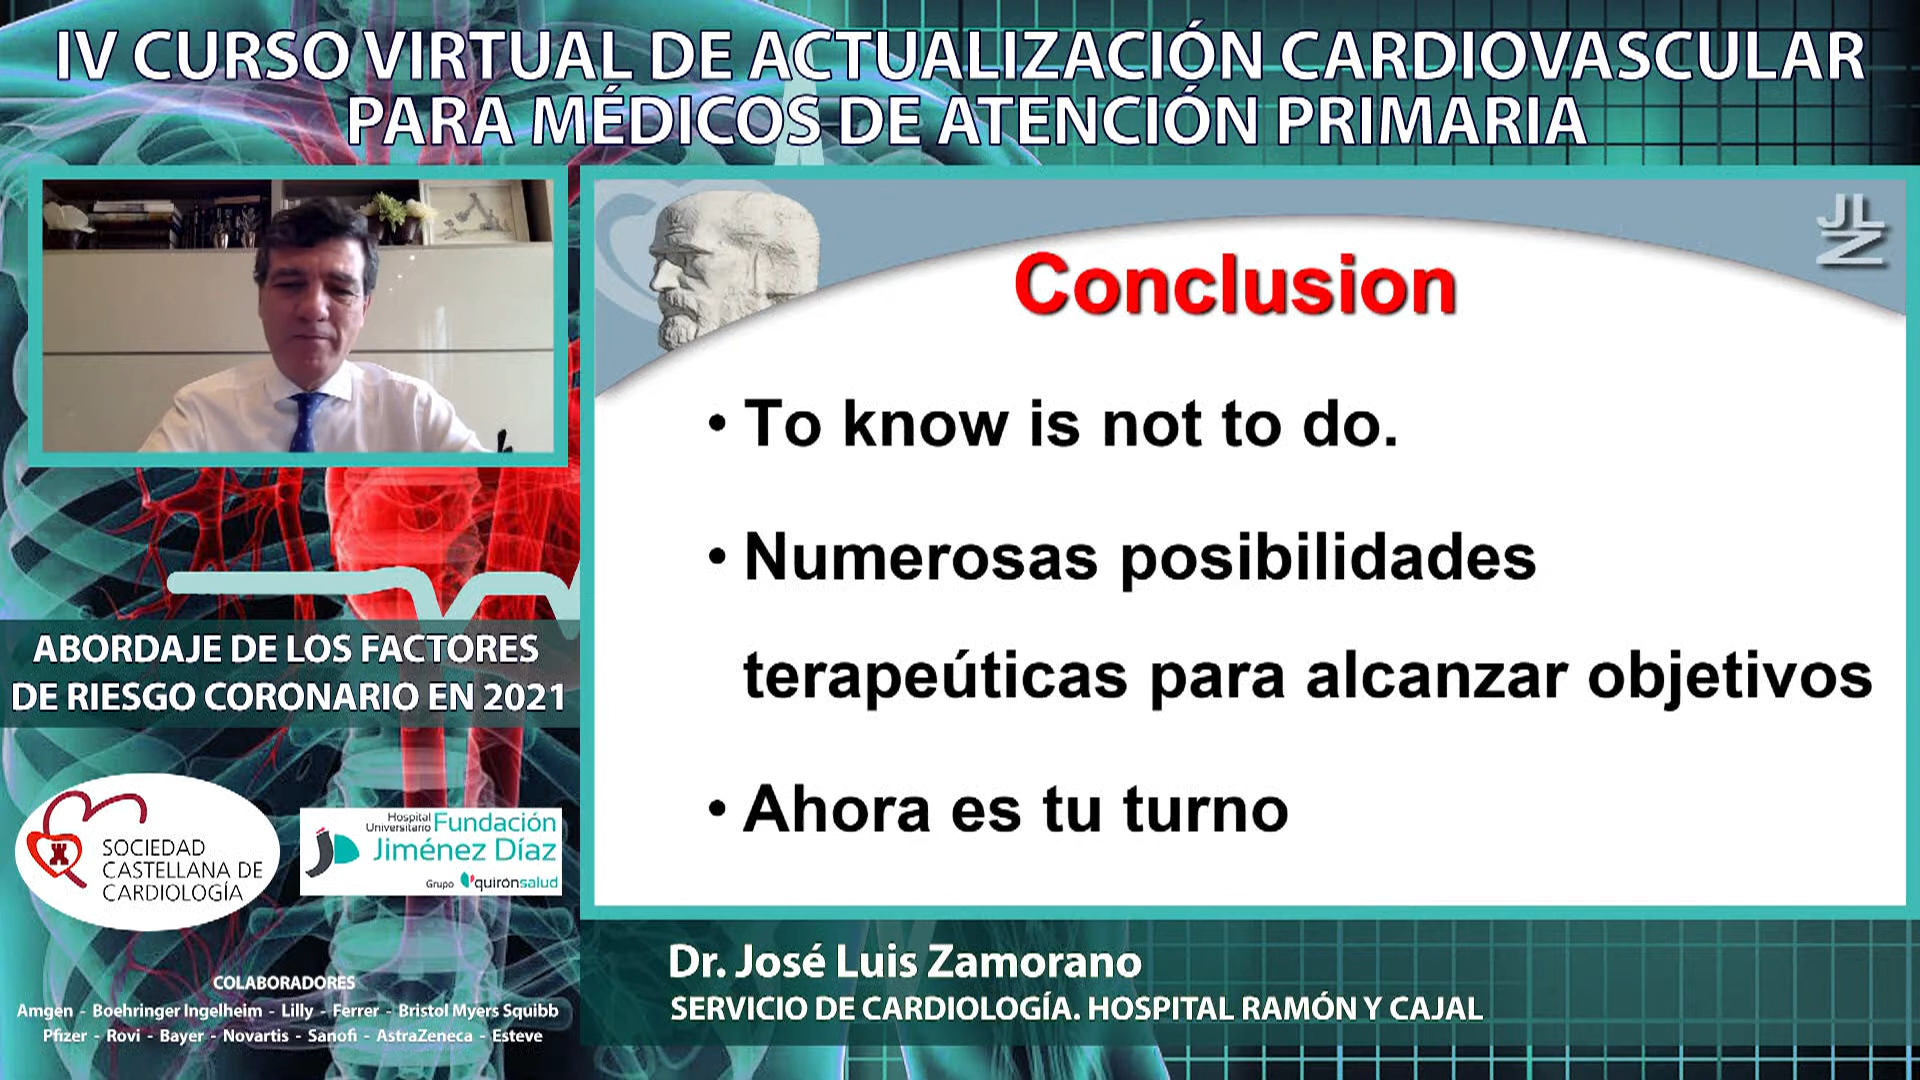 IV CURSO VIRTUAL DE ACTUALIZACIÓN CARDIOVASCULAR
PARA MÉDICOS DE ATENCIÓN PRIMARIA
JLZ
Conclusion
• To know is not to do.
• Numerosas posibilidades
terapeúticas para alcanzar objetivos
• Ahora es tu turno
ABORDAJE DE LOS FACTORES
DE RIESGO CORONARIO EN 2021
SOCIEDAD
CASTELLANA DE
CARDIOLOGÍA
Hospital
Universitario Fundación
Jiménez Díaz
Grupo quirónsalud
COLABORADORES
Amgen - Boehringer Ingelheim - Lilly - Ferrer - Bristol Myers Squibb
Pfizer - Rovi - Bayer - Novartis - Sanofi - AstraZeneca - Esteve
Dr. José Luis Zamorano
SERVICIO DE CARDIOLOGÍA. HOSPITAL RAMÓN Y CAJAL